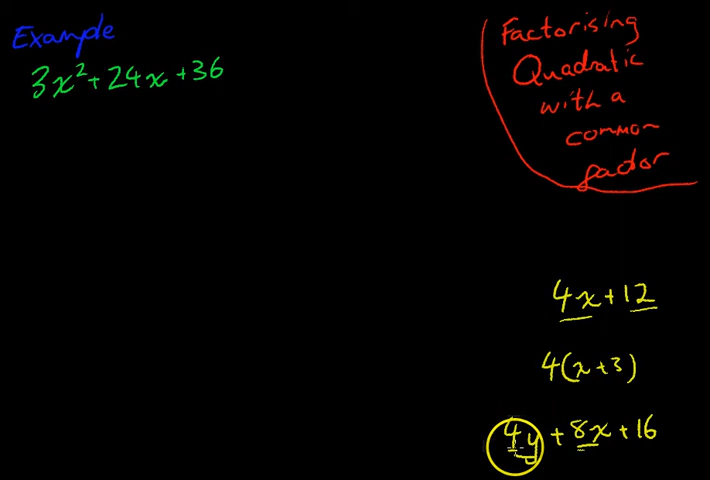 Example
3x² + 24x + 36
Factorising
Quadratic
with a
common
factor
4x + 12
4(x + 3)
4y + 8x + 16